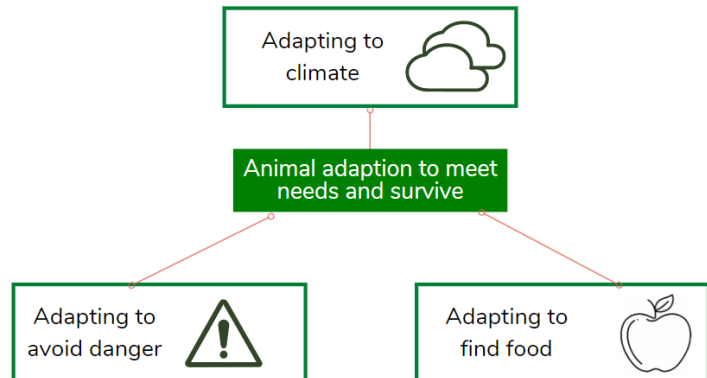 Adapting to
climate
Animal adaption to meet
needs and survive
Adapting to
avoid danger
Adapting to
find food